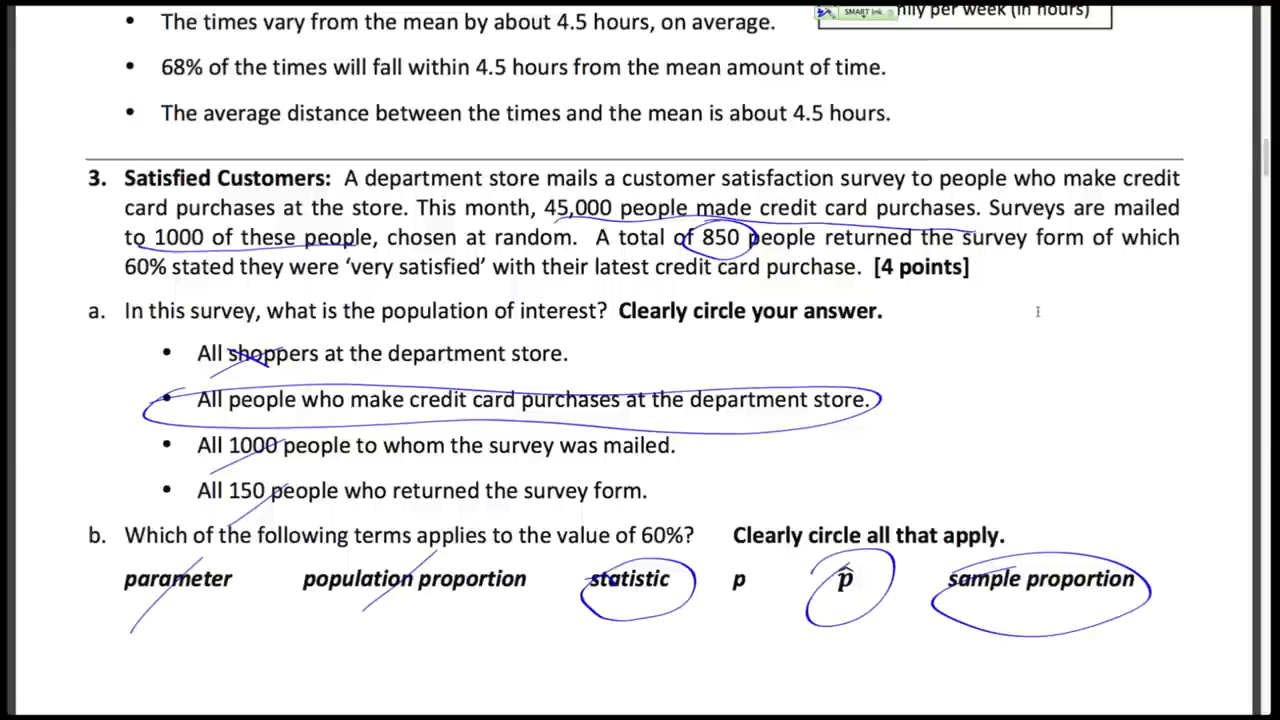 • The times vary from the mean by about 4.5 hours, on average.
SMART Ink
ily per week (in hours)
• 68% of the times will fall within 4.5 hours from the mean amount of time.
• The average distance between the times and the mean is about 4.5 hours.
3. Satisfied Customers: A department store mails a customer satisfaction survey to people who make credit
card purchases at the store. This month, 45,000 people made credit card purchases. Surveys are mailed
to 1000 of these people, chosen at random. A total of 850 people returned the survey form of which
60% stated they were ‘very satisfied’ with their latest credit card purchase. [4 points]
a. In this survey, what is the population of interest? Clearly circle your answer.
• All shoppers at the department store.
• All people who make credit card purchases at the department store.
• All 1000 people to whom the survey was mailed.
• All 150 people who returned the survey form.
b. Which of the following terms applies to the value of 60%? Clearly circle all that apply.
parameter population proportion statistic p p̂ sample proportion